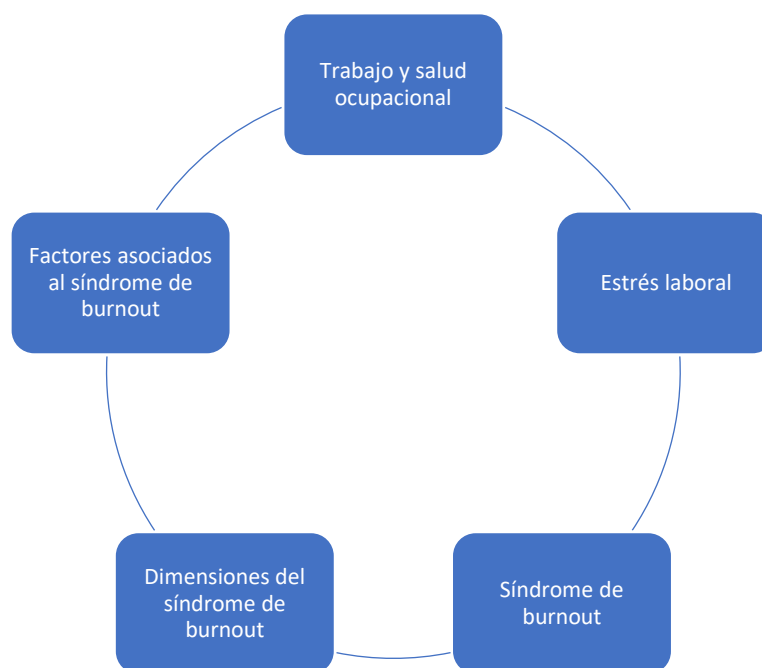 Trabajo y salud
ocupacional
Estrés laboral
Síndrome de
burnout
Dimensiones del
síndrome de
burnout
Factores asociados
al síndrome de
burnout